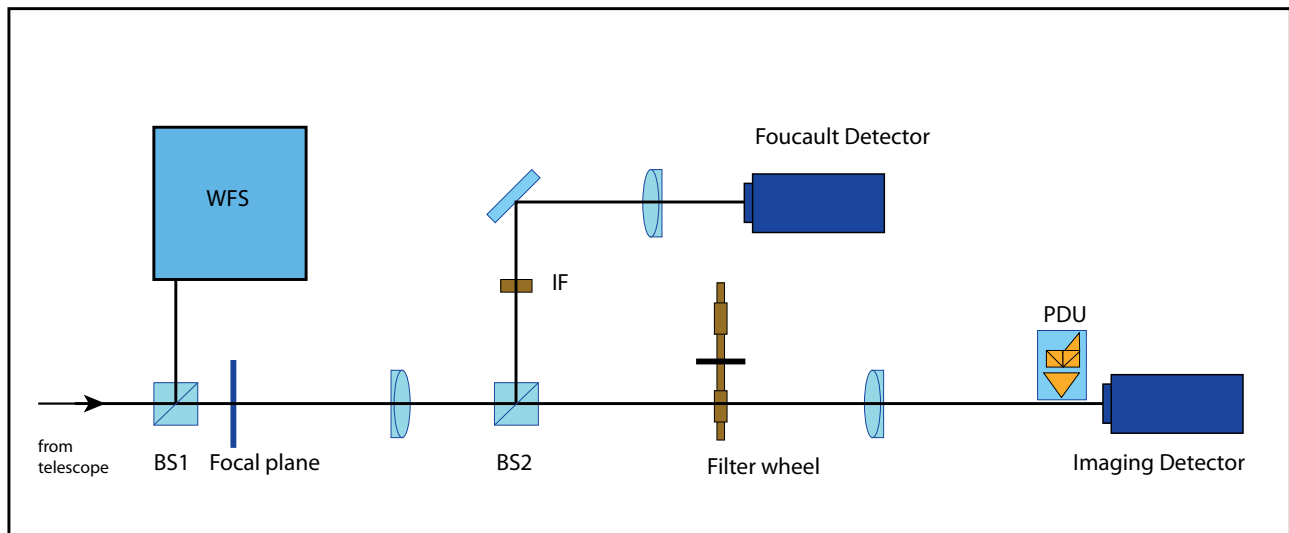 Foucault Detector
WFS
IF
PDU
from
telescope
BS1
Focal plane
BS2
Filter wheel
Imaging Detector